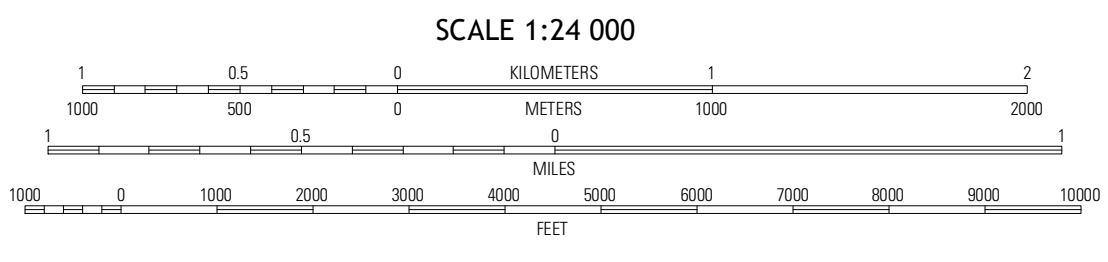 SCALE 1:24 000
1 0.5 0 KILOMETERS 1 2
1000 500 0 METERS 1000 2000
1 0.5 0 1
MILES
1000 0 1000 2000 3000 4000 5000 6000 7000 8000 9000 10000
FEET